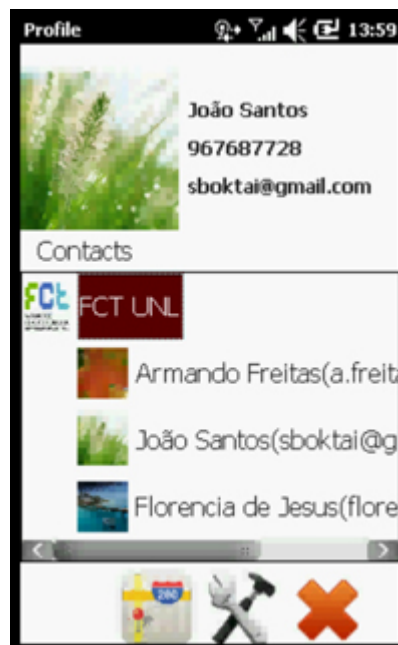 Profile
13:59
João Santos
967687728
sboktai@gmail.com
Contacts
FCT
FCT UNL
Armando Freitas(a.freit
João Santos(sboktai@g
Florencia de Jesus(flore
280